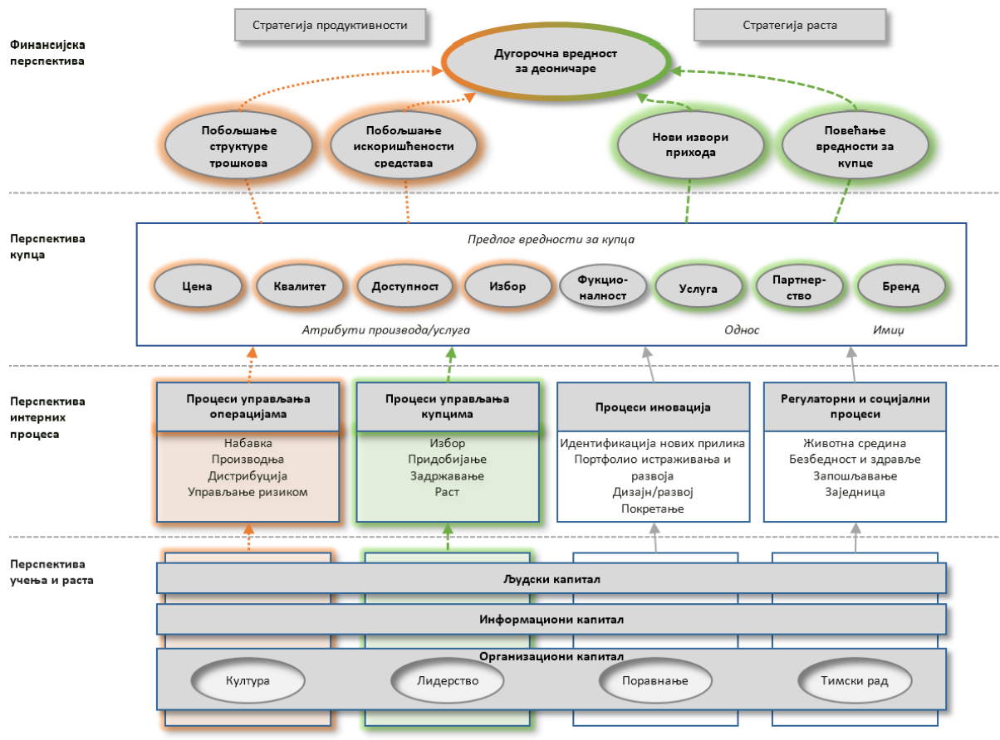 Стратегија продуктивности
Стратегија раста
Финансијска
перспектива
Дугорочна вредност
за деоничаре
Побољшање
структуре
трошкова
Побољшање
искоришћености
средстава
Нови извори
прихода
Повећање
вредности за
купце
Перспектива
купца
Предлог вредности за купца
Цена
Квалитет
Доступност
Избор
Фукцио-
налност
Услуга
Партнер-
ство
Бренд
Атрибути производа/услуга
Однос
Имиџ
Перспектива
интерних
процеса
Процеси управљања
операцијама
Набавка
Производња
Дистрибуција
Управљање ризиком
Процеси управљања
купцима
Избор
Придобијање
Задржавање
Раст
Процеси иновација
Идентификација нових прилика
Портфолио истраживања и
развоја
Дизајн/развој
Покретање
Регулаторни и социјални
процеси
Животна средина
Безбедност и здравље
Запошљавање
Заједница
Перспектива
учења и раста
Људски капитал
Информациони капитал
Организациони капитал
Култура
Лидерство
Поравнање
Тимски рад